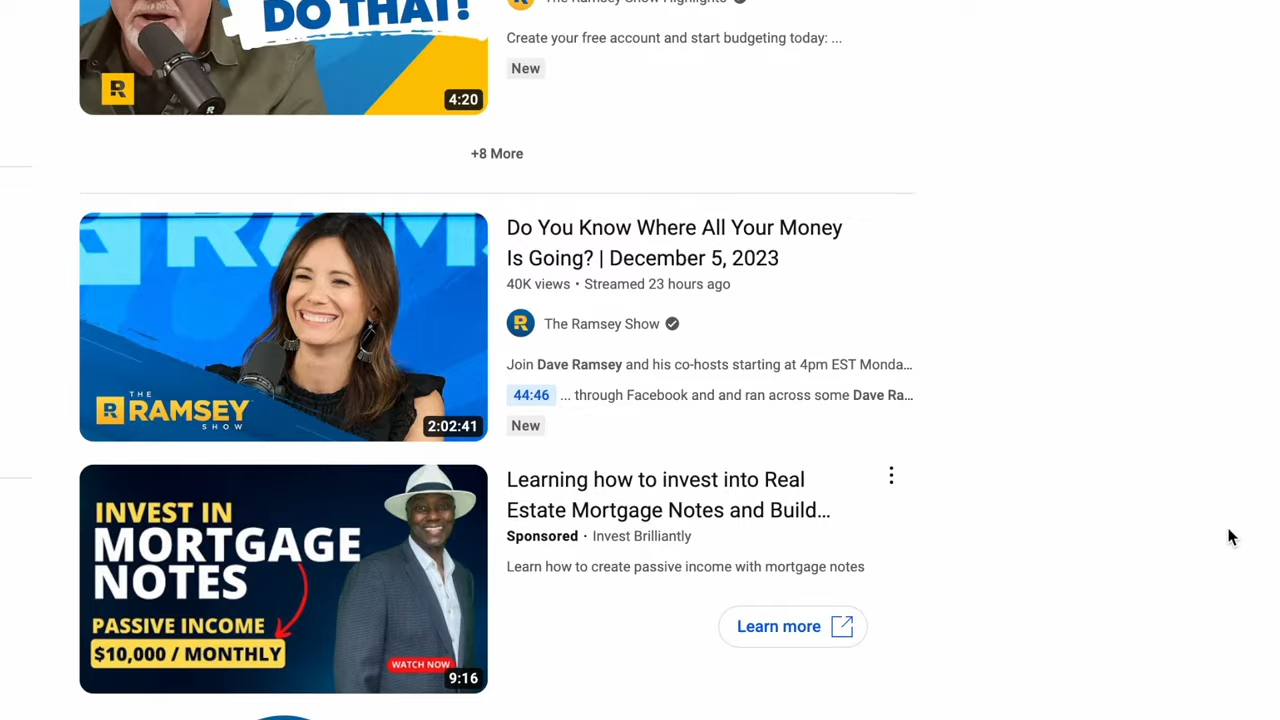 DO THAT!
R
R
4:20
The Ramsey Show Highlights
Create your free account and start budgeting today: ...
New
+8 More
RAMS
THE
R RAMSEY
SHOW
2:02:41
Do You Know Where All Your Money
Is Going? | December 5, 2023
40K views • Streamed 23 hours ago
R The Ramsey Show
Join Dave Ramsey and his co-hosts starting at 4pm EST Monda...
44:46 ... through Facebook and and ran across some Dave Ra...
New
INVEST IN
MORTGAGE
NOTES
PASSIVE INCOME
$10,000 / MONTHLY
WATCH NOW
9:16
Learning how to invest into Real
Estate Mortgage Notes and Build...
Sponsored · Invest Brilliantly
Learn how to create passive income with mortgage notes
Learn more